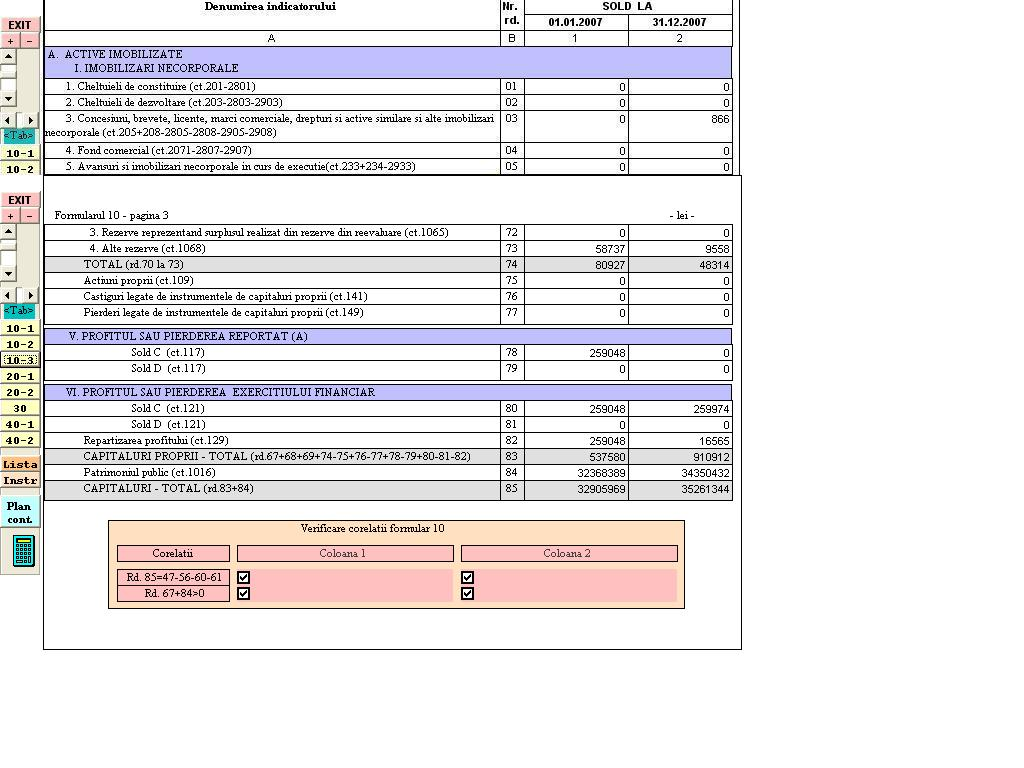 Denumirea indicatorului Nr. rd. SOLD LA
01.01.2007 31.12.2007
A B 1 2
A. ACTIVE IMOBILIZATE
I. IMOBILIZARI NECORPORALE
1. Cheltuieli de constituire (ct.201-2801) 01 0 0
2. Cheltuieli de dezvoltare (ct.203-2803-2903) 02 0 0
3. Concesiuni, brevete, licente, marci comerciale, drepturi si active similare si alte imobilizari 03 0 866
necorporale (ct.205+208-2805-2808-2905-2908)
4. Fond comercial (ct.2071-2807-2907) 04 0 0
5. Avansuri si imobilizari necorporale in curs de executie(ct.233+234-2933) 05 0 0
EXIT
+ -
<Tab>
10-1
10-2
Formularul 10 - pagina 3 - lei -
3. Rezerve reprezentand surplusul realizat din rezerve din reevaluare (ct.1065) 72 0 0
4. Alte rezerve (ct.1068) 73 58737 9558
TOTAL (rd.70 la 73) 74 80927 48314
Actiuni proprii (ct.109) 75 0 0
Castiguri legate de instrumentele de capitaluri proprii (ct.141) 76 0 0
Pierderi legate de instrumentele de capitaluri proprii (ct.149) 77 0 0
V. PROFITUL SAU PIERDEREA REPORTAT (A)
Sold C (ct.117) 78 259048 0
Sold D (ct.117) 79 0 0
VI. PROFITUL SAU PIERDEREA EXERCITIULUI FINANCIAR
Sold C (ct.121) 80 259048 259974
Sold D (ct.121) 81 0 0
Repartizarea profitului (ct.129) 82 259048 16565
CAPITALURI PROPRII - TOTAL (rd.67+68+69+74-75+76-77+78-79+80-81-82) 83 537580 910912
Patrimoniul public (ct.1016) 84 32368389 34350432
CAPITALURI - TOTAL (rd.83+84) 85 32905969 35261344
EXIT
+ -
<Tab>
10-1
10-2
10-3
20-1
20-2
30
40-1
40-2
Lista
Instr
Plan
cont.
Verificare corelatii formular 10
Corelatii Coloana 1 Coloana 2
Rd. 85=47-56-60-61
Rd. 67+84>0